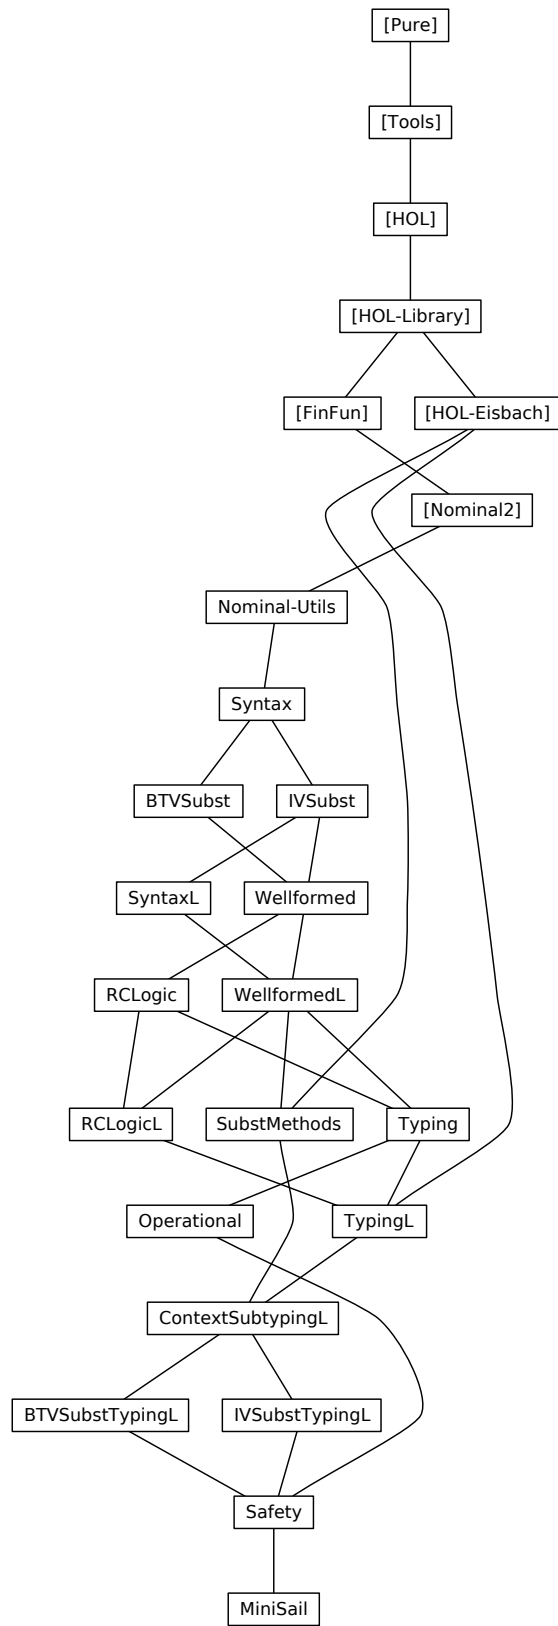 [Pure]
[Tools]
[HOL]
[HOL-Library]
[FinFun]
[HOL-Eisbach]
[Nominal2]
Nominal-Utils
Syntax
BTVSubst
IVSubst
SyntaxL
Wellformed
RCLogic
WellformedL
RCLogicL
SubstMethods
Typing
Operational
TypingL
ContextSubtypingL
BTVSubstTypingL
IVSubstTypingL
Safety
MiniSail